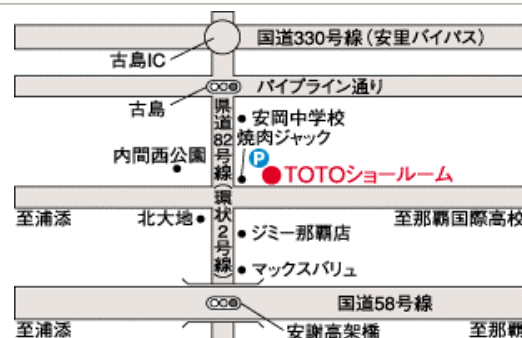 国道330号線(安里バイパス)
古島IC
パイプライン通り
古島
県道82号線(環状2号線)
安岡中学校
焼肉ジャック
P
内間西公園
TOTOショールーム
至浦添
北大地
至那覇国際高校
ジミー那覇店
マックスバリュ
国道58号線
至浦添
安謝高架橋
至那覇